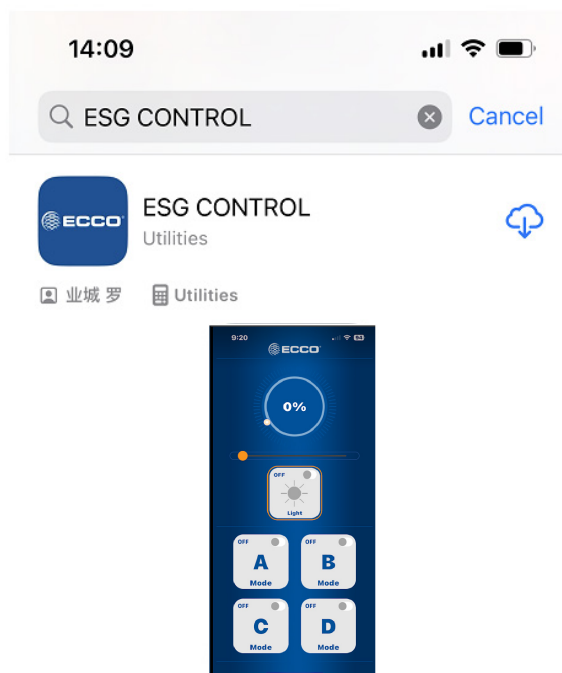 14:09
ESG CONTROL
Cancel
ECCO
ESG CONTROL
Utilities
业城 罗
Utilities
9:20
84
ECCO
0%
OFF
Light
OFF
A
Mode
OFF
B
Mode
OFF
C
Mode
OFF
D
Mode